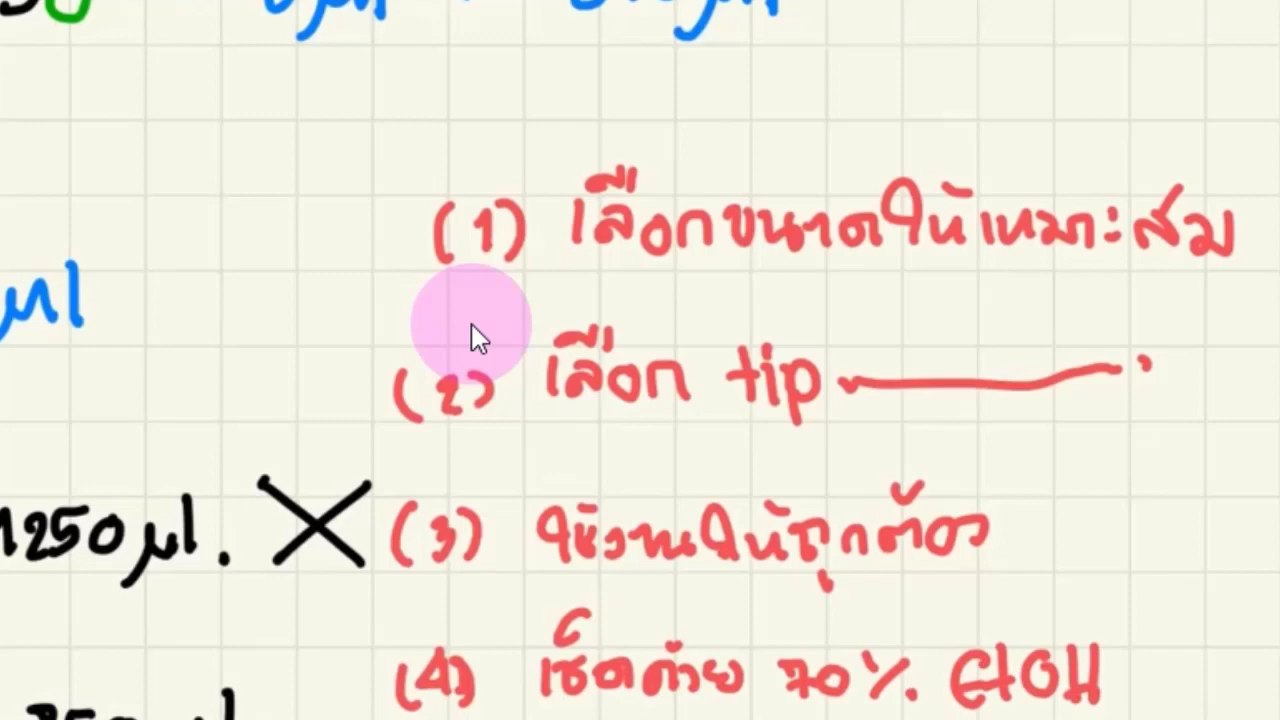 µl
(1) เลือกขนาดให้เหมาะสม
(2) เลือก tip
1250 µl. X (3) ใช้งานให้ถูกต้อง
(4) เช็ดด้วย 70% EtOH